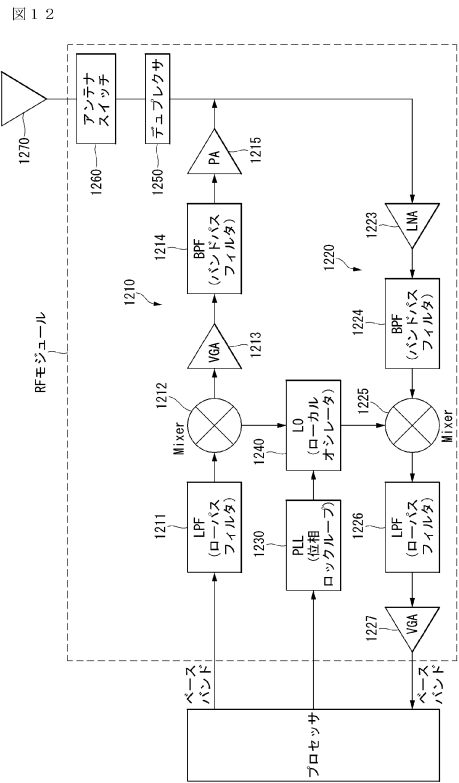 図１２
RFモジュール
1270
アンテナ
スイッチ
1260
デュプレクサ
1250
PA
1215
BPF
(バンドパス
フィルタ)
1214
1210
VGA
1213
Mixer
1212
LPF
(ローパス
フィルタ)
1211
LO
(ローカル
オシレータ)
1240
PLL
(位相
ロックループ)
1230
LNA
1223
1220
BPF
(バンドパス
フィルタ)
1224
Mixer
1225
LPF
(ローパス
フィルタ)
1226
VGA
1227
ベース
バンド
ベース
バンド
プロセッサ